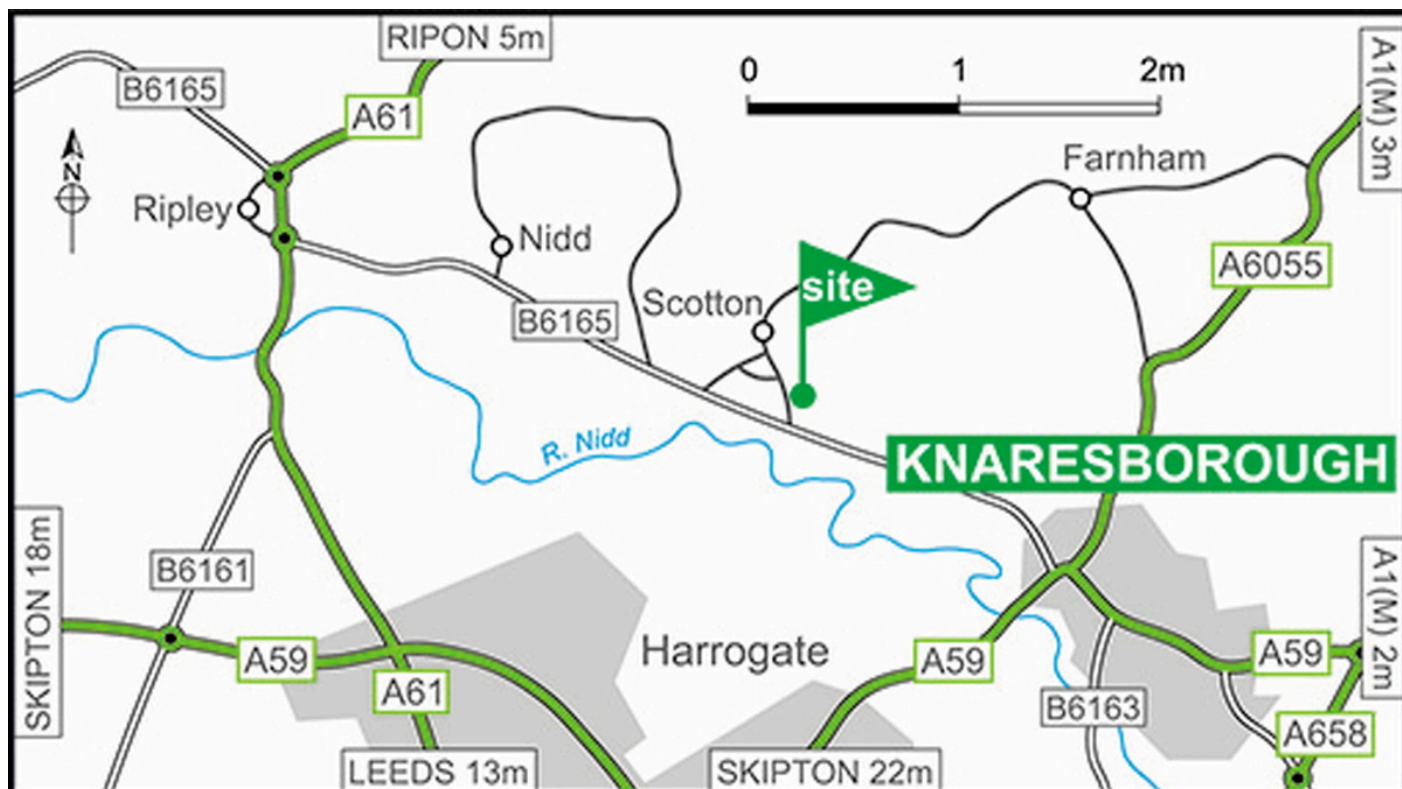 RIPON 5m
B6165
A61
0 1 2m
A1(M) 3m
N
Ripley
Nidd
Farnham
A6055
site
Scotton
B6165
R. Nidd
KNARESBOROUGH
SKIPTON 18m
B6161
A59
A61
Harrogate
A59
A59
A1(M) 2m
B6163
A658
LEEDS 13m
SKIPTON 22m